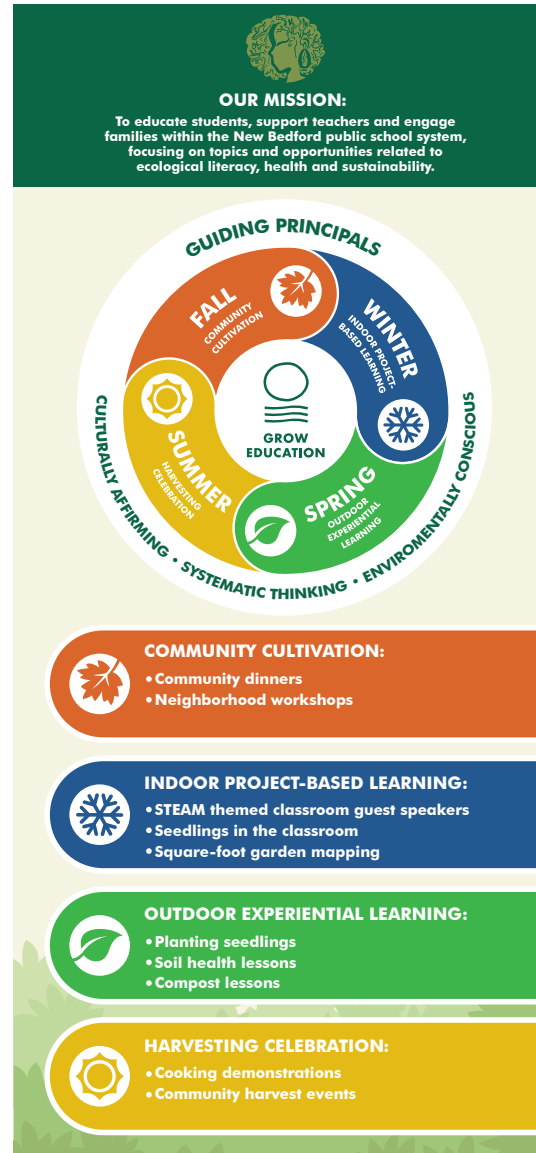 OUR MISSION:
To educate students, support teachers and engage
families within the New Bedford public school system,
focusing on topics and opportunities related to
ecological literacy, health and sustainability.
GUIDING PRINCIPALS
FALL
COMMUNITY
CULTIVATION
WINTER
INDOOR PROJECT-
BASED LEARNING
SUMMER
HARVESTING
CELEBRATION
SPRING
OUTDOOR
EXPERIENTIAL
LEARNING
GROW
EDUCATION
CULTURALLY AFFIRMING • SYSTEMATIC THINKING • ENVIROMENTALLY CONSCIOUS
COMMUNITY CULTIVATION:
• Community dinners
• Neighborhood workshops
INDOOR PROJECT-BASED LEARNING:
• STEAM themed classroom guest speakers
• Seedlings in the classroom
• Square-foot garden mapping
OUTDOOR EXPERIENTIAL LEARNING:
• Planting seedlings
• Soil health lessons
• Compost lessons
HARVESTING CELEBRATION:
• Cooking demonstrations
• Community harvest events